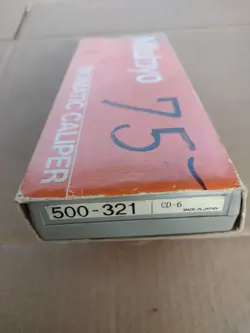 Mitutoyo
DIGIMATIC CALIPER
75-
500-321
CD-6
MADE IN JAPAN